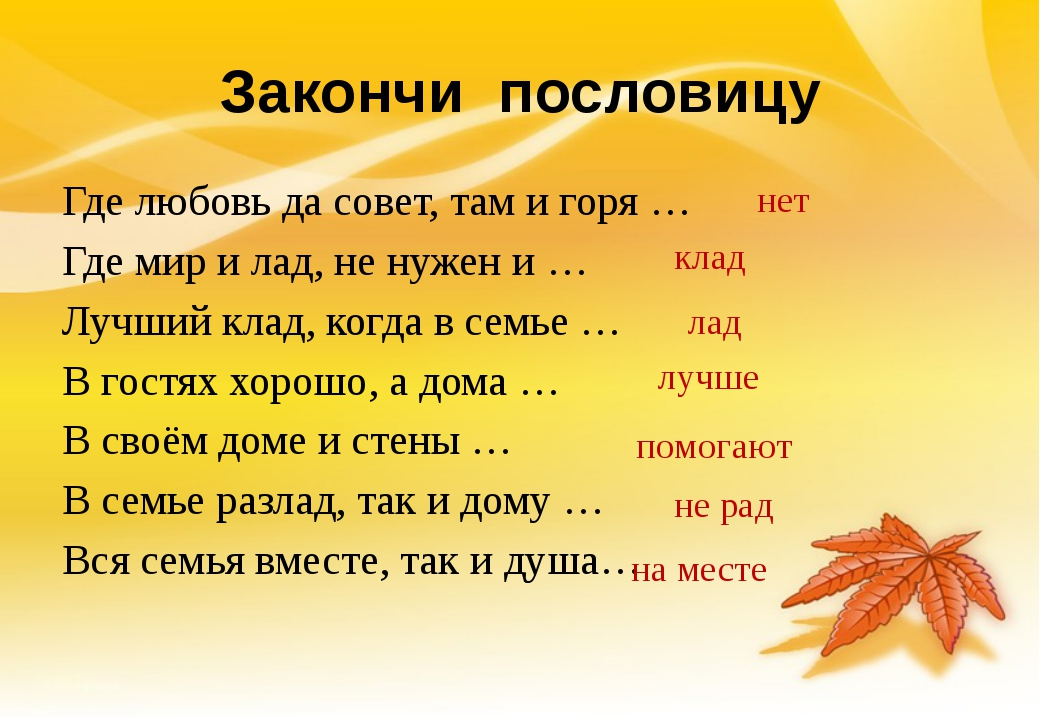 Закончи пословицу
Где любовь да совет, там и горя … нет
Где мир и лад, не нужен и … клад
Лучший клад, когда в семье … лад
В гостях хорошо, а дома … лучше
В своём доме и стены … помогают
В семье разлад, так и дому … не рад
Вся семья вместе, так и душа… на месте